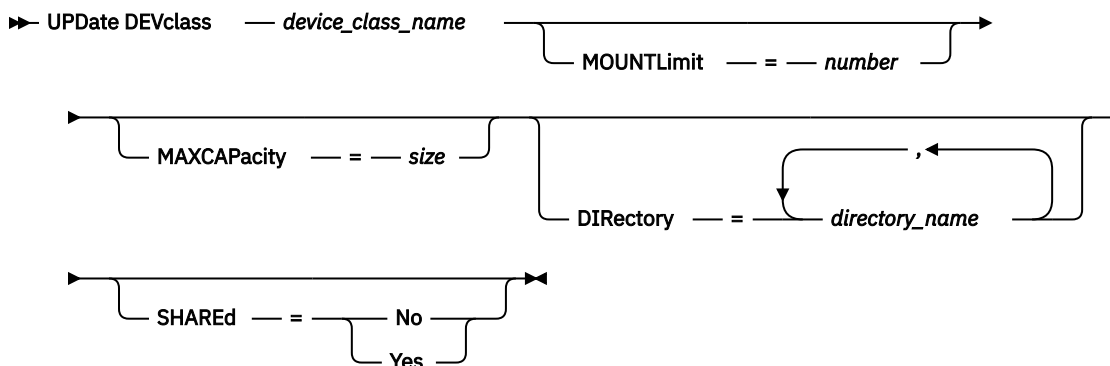 UPDate DEVclass device_class_name
MOUNTLimit = number
MAXCAPacity = size
,
DIRectory = directory_name
SHAREd = No
Yes